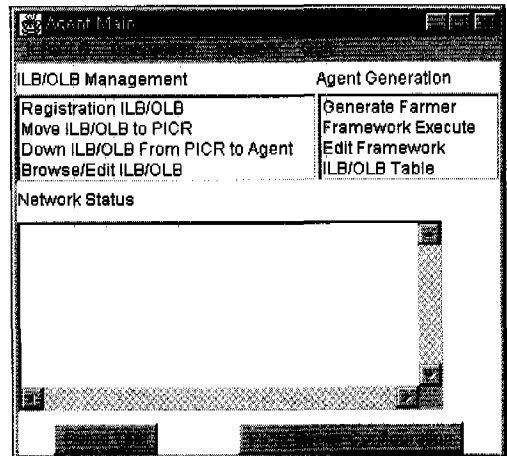 Agent Main
ILB/OLB Management
Agent Generation
Registration ILB/OLB
Move ILB/OLB to PICR
Down ILB/OLB From PICR to Agent
Browse/Edit ILB/OLB
Generate Farmer
Framework Execute
Edit Framework
ILB/OLB Table
Network Status